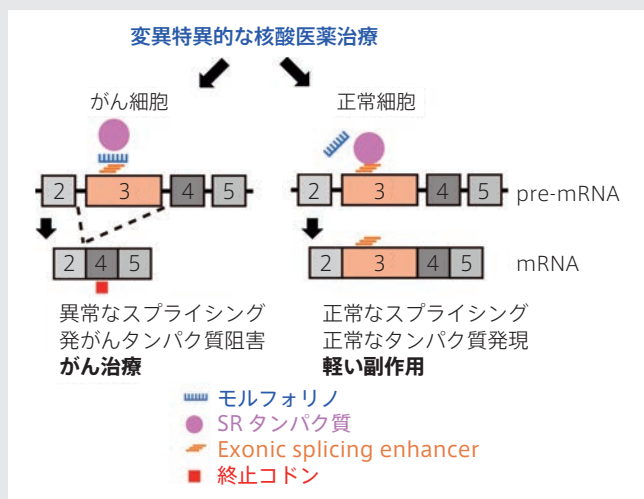 変異特異的な核酸医薬治療
がん細胞
正常細胞
2 3 4 5
2 3 4 5 pre-mRNA
2 4 5
2 3 4 5 mRNA
異常なスプライシング
発がんタンパク質阻害
がん治療
正常なスプライシング
正常なタンパク質発現
軽い副作用
モルフォリノ
SR タンパク質
Exonic splicing enhancer
終止コドン